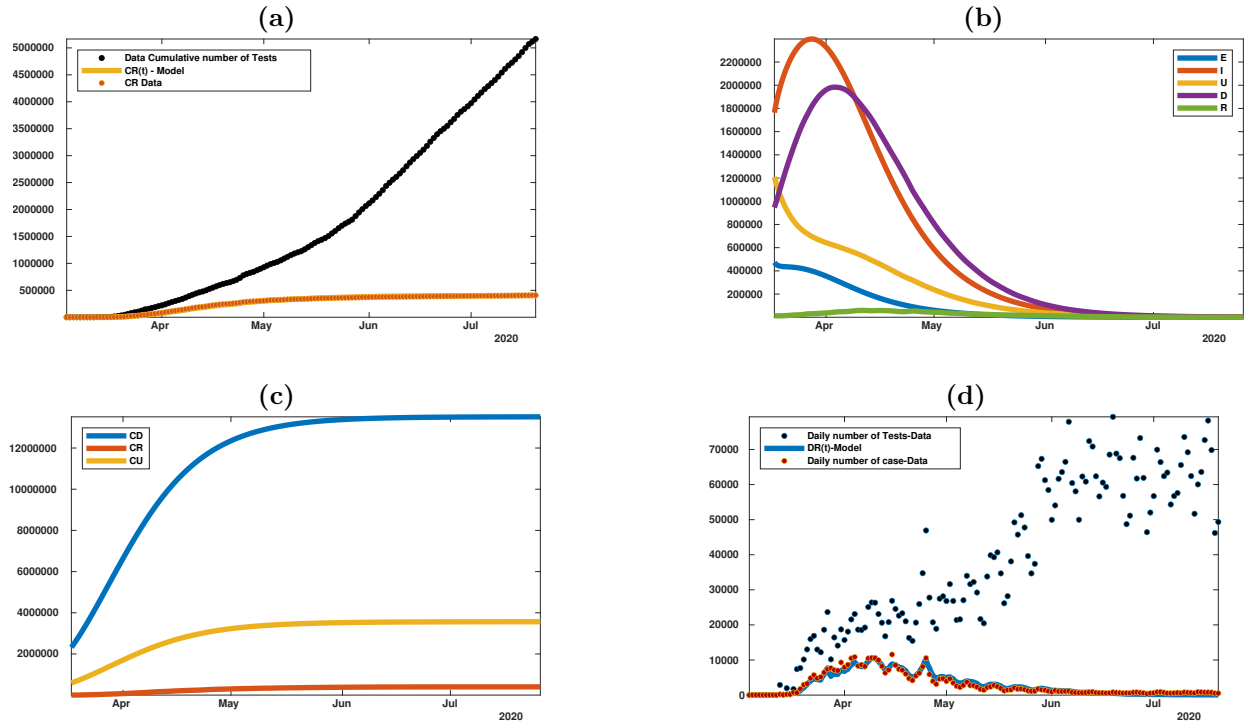 (a)
5000000
4500000
4000000
3500000
3000000
2500000
2000000
1500000
1000000
500000
Data Cumulative number of Tests
CR(t) - Model
CR Data
Apr May Jun Jul
2020
(b)
2200000
2000000
1800000
1600000
1400000
1200000
1000000
800000
600000
400000
200000
E
I
U
D
R
Apr May Jun Jul
2020
(c)
12000000
10000000
8000000
6000000
4000000
2000000
0
CD
CR
CU
Apr May Jun Jul
2020
(d)
70000
60000
50000
40000
30000
20000
10000
0
Daily number of Tests-Data
DR(t)-Model
Daily number of case-Data
Apr May Jun Jul
2020